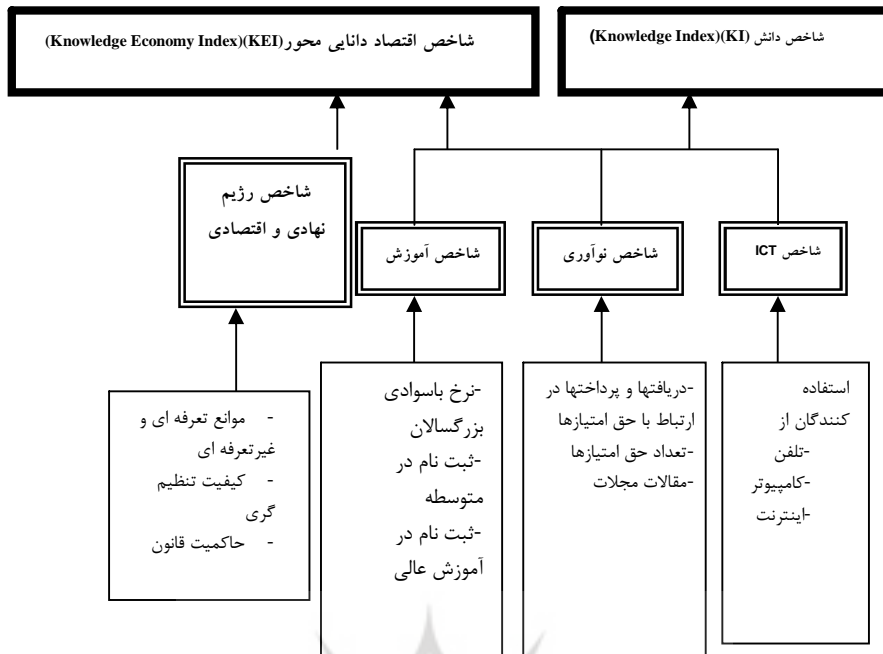 شاخص دانش (Knowledge Index)(KI)
شاخص اقتصاد دانایی محور (Knowledge Economy Index)(KEI)
شاخص ICT
شاخص نوآوری
شاخص آموزش
شاخص رژیم
نهادی و اقتصادی
استفاده
کنندگان از
-تلفن
-کامپیوتر
-اینترنت
-دریافتها و پرداختها در
ارتباط با حق امتیازها
-تعداد حق امتیازها
-مقالات مجلات
-نرخ باسوادی
بزرگسالان
-ثبت نام در
متوسطه
-ثبت نام در
آموزش عالی
- موانع تعرفه ای و
غیرتعرفه ای
- کیفیت تنظیم
گری
- حاکمیت قانون